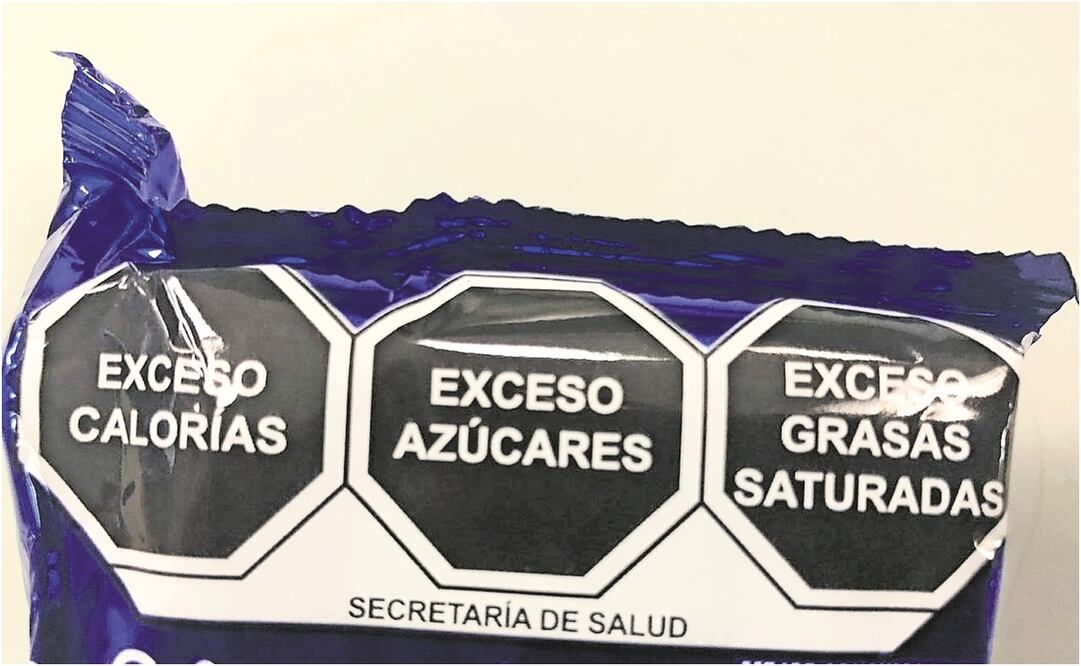 EXCESO
CALORÍAS
EXCESO
AZÚCARES
EXCESO
GRASAS
SATURADAS
SECRETARÍA DE SALUD